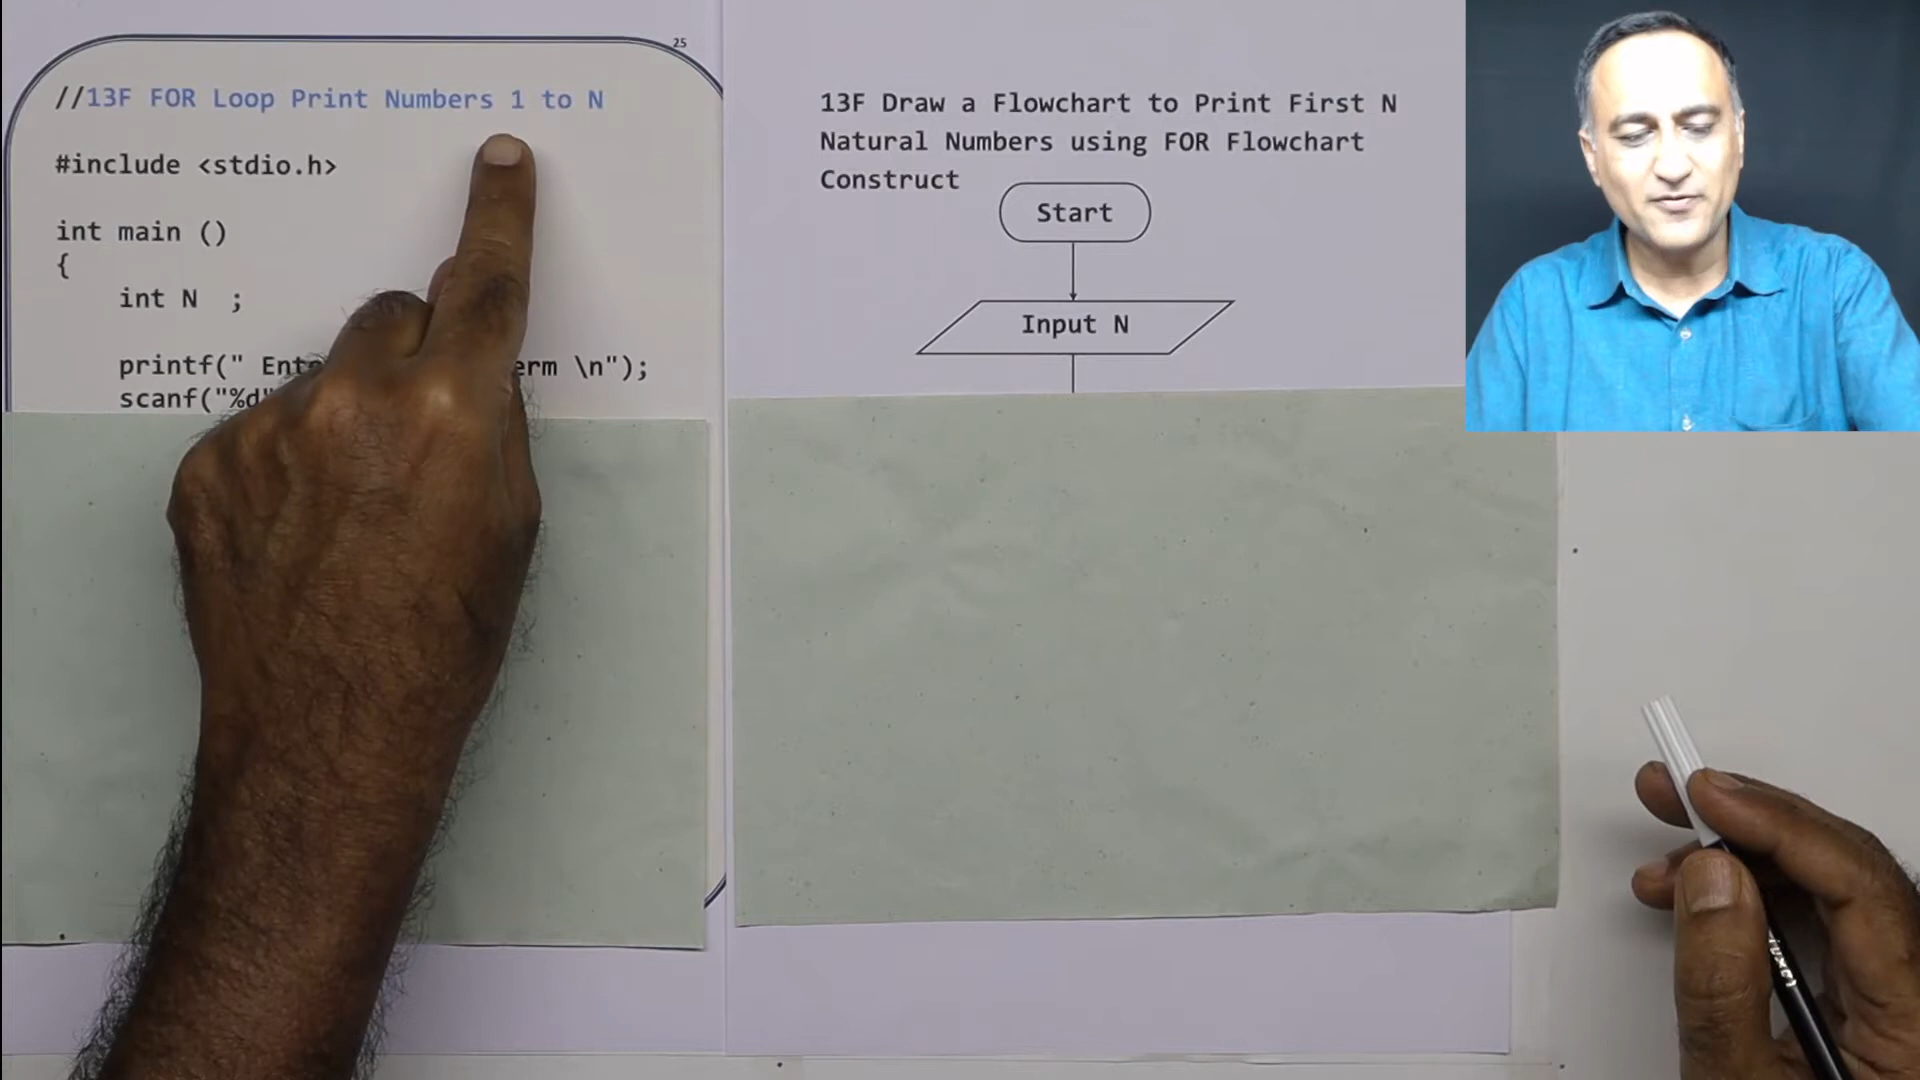 25
//13F FOR Loop Print Numbers 1 to N
#include <stdio.h>
int main ()
{
int N ;
printf(" Ente erm \n");
scanf("%d"
13F Draw a Flowchart to Print First N
Natural Numbers using FOR Flowchart
Construct
Start
Input N